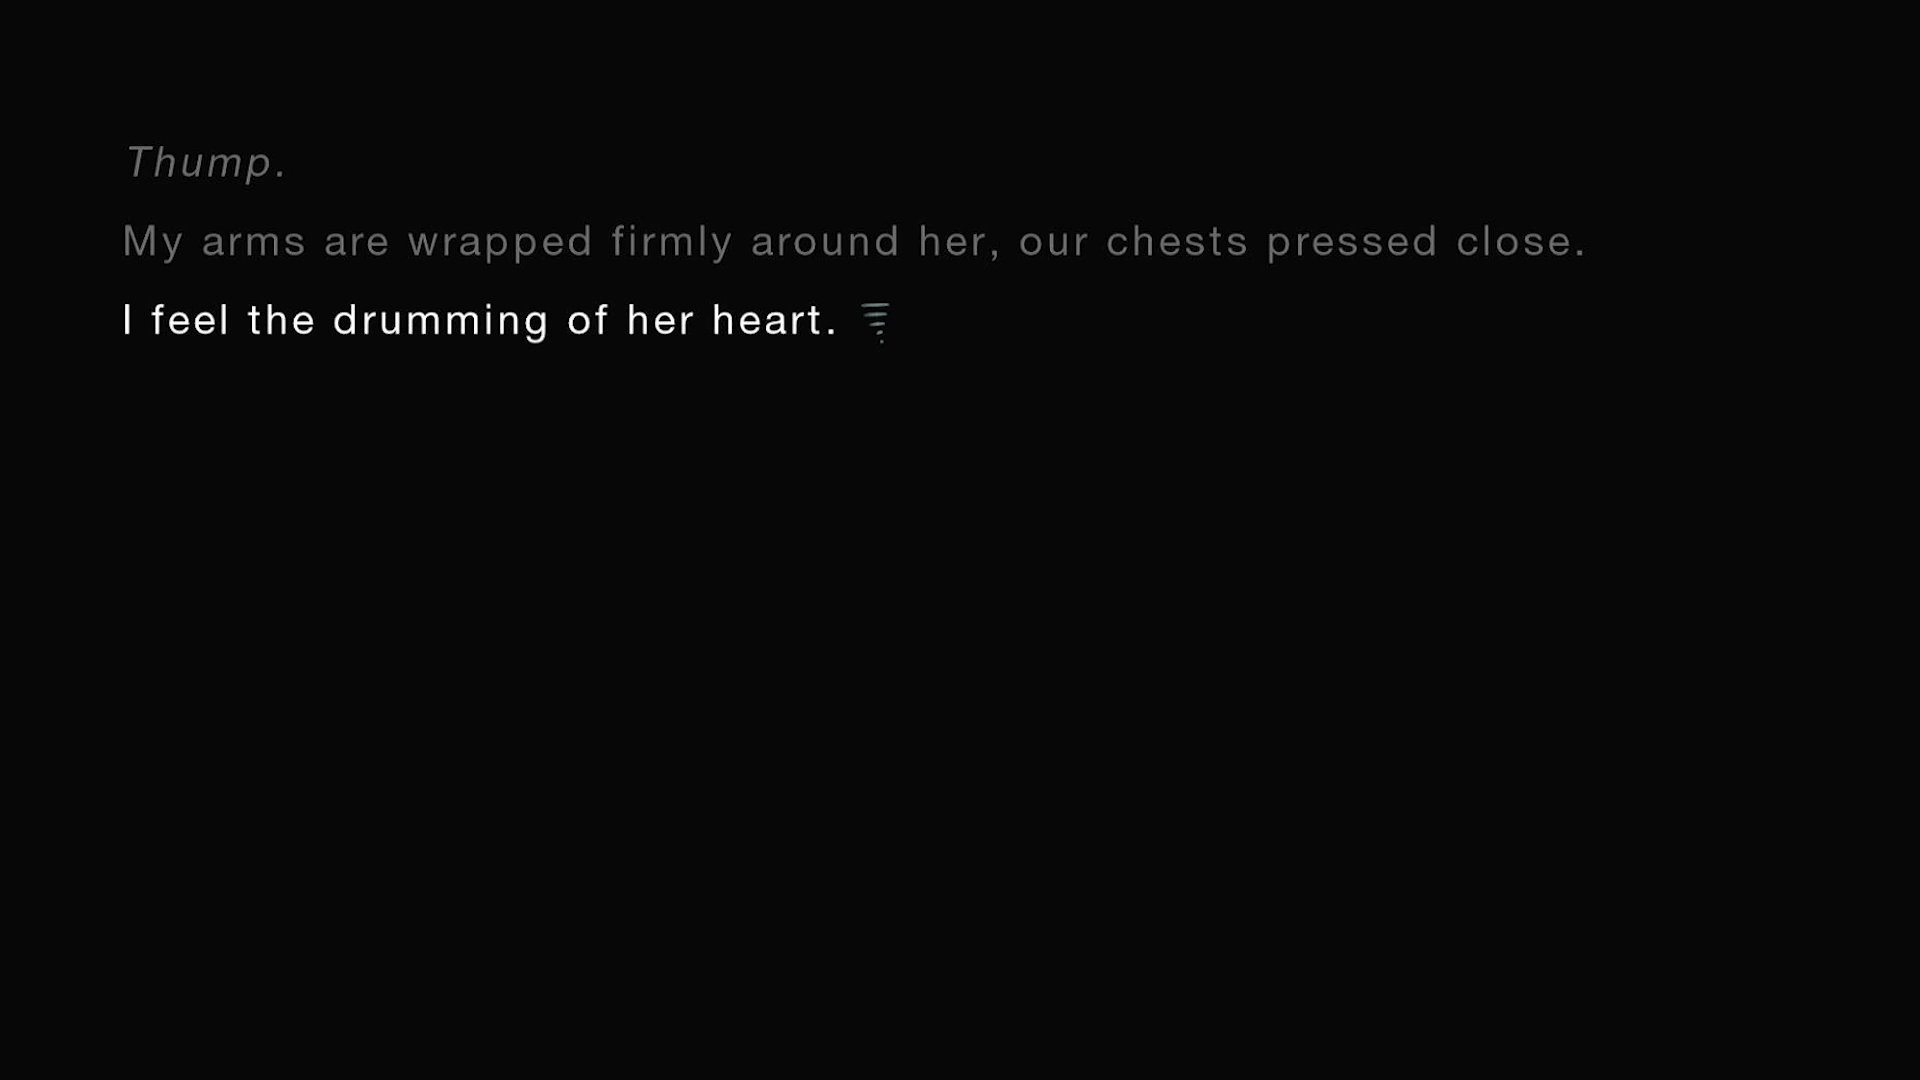 Thump.
My arms are wrapped firmly around her, our chests pressed close.
I feel the drumming of her heart.